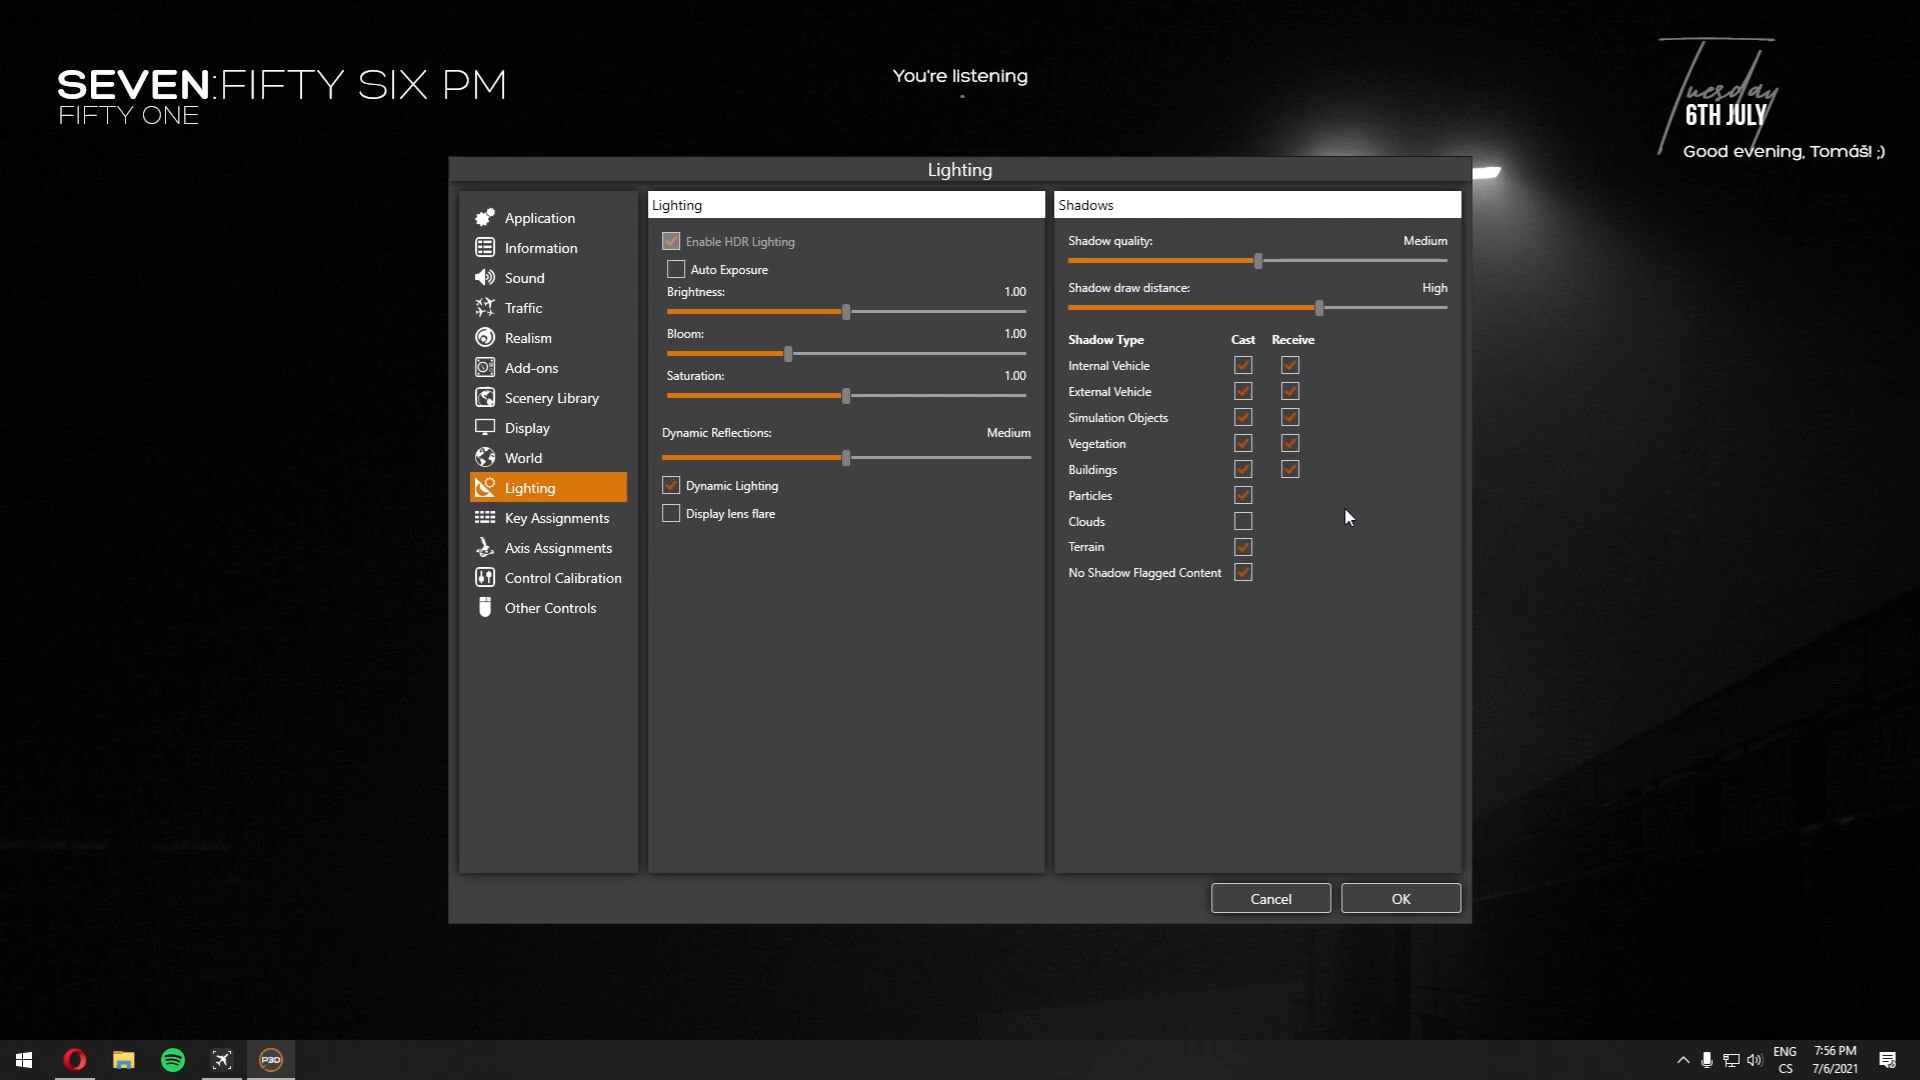 SEVEN:FIFTY SIX PM
FIFTY ONE
You're listening
-
Tuesday
6TH JULY
Good evening, Tomáš! ;)
Lighting
Application
Information
Sound
Traffic
Realism
Add-ons
Scenery Library
Display
World
Lighting
Key Assignments
Axis Assignments
Control Calibration
Other Controls
Lighting
Enable HDR Lighting
Auto Exposure
Brightness: 1.00
Bloom: 1.00
Saturation: 1.00
Dynamic Reflections: Medium
Dynamic Lighting
Display lens flare
Shadows
Shadow quality: Medium
Shadow draw distance: High
Shadow Type Cast Receive
Internal Vehicle
External Vehicle
Simulation Objects
Vegetation
Buildings
Particles
Clouds
Terrain
No Shadow Flagged Content
Cancel OK
P3D
ENG
CS
7:56 PM
7/6/2021